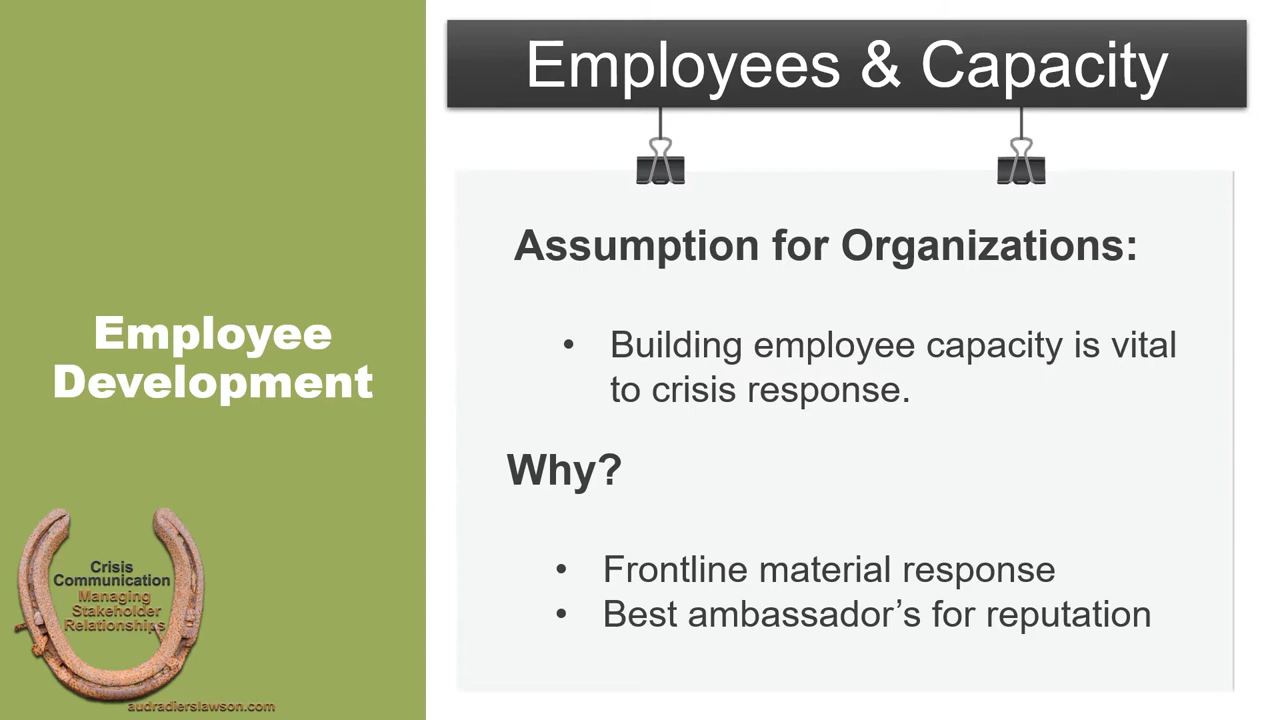 Employees & Capacity
Assumption for Organizations:
• Building employee capacity is vital
to crisis response.
Why?
• Frontline material response
• Best ambassador’s for reputation
Employee
Development
Crisis
Communication
Managing
Stakeholder
Relationships
audradierslawson.com